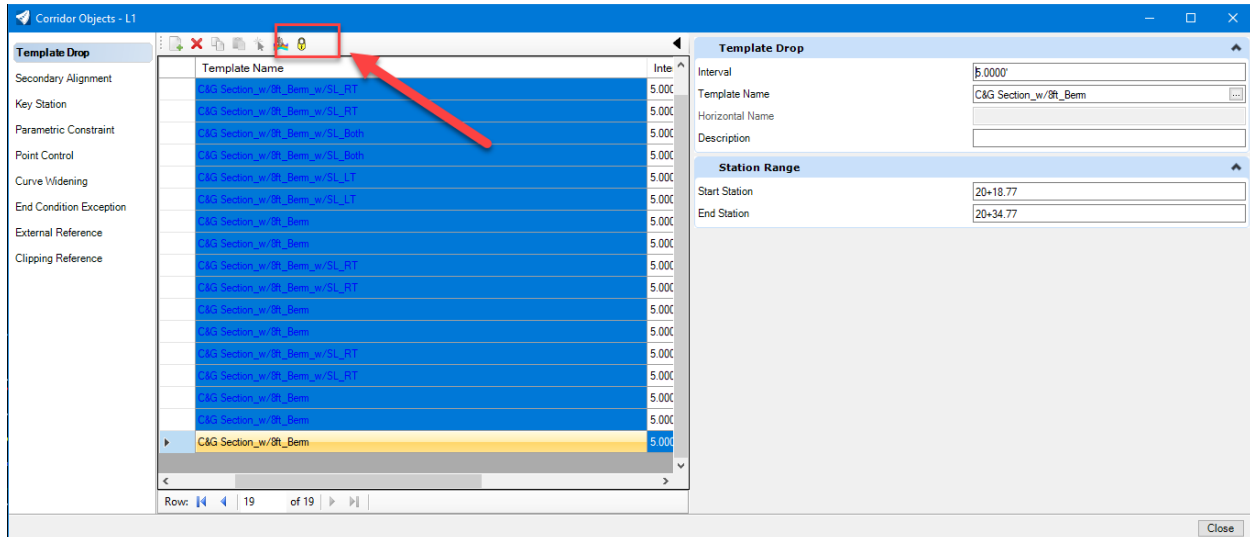 Corridor Objects - L1
Template Drop
Secondary Alignment
Key Station
Parametric Constraint
Point Control
Curve Widening
End Condition Exception
External Reference
Clipping Reference
Template Name Inte
C&G Section_w/8ft_Berm_w/SL_RT 5.000
C&G Section_w/8ft_Berm_w/SL_RT 5.000
C&G Section_w/8ft_Berm_w/SL_Both 5.000
C&G Section_w/8ft_Berm_w/SL_Both 5.000
C&G Section_w/8ft_Berm_w/SL_LT 5.000
C&G Section_w/8ft_Berm_w/SL_LT 5.000
C&G Section_w/8ft_Berm 5.000
C&G Section_w/8ft_Berm 5.000
C&G Section_w/8ft_Berm_w/SL_RT 5.000
C&G Section_w/8ft_Berm_w/SL_RT 5.000
C&G Section_w/8ft_Berm 5.000
C&G Section_w/8ft_Berm 5.000
C&G Section_w/8ft_Berm_w/SL_RT 5.000
C&G Section_w/8ft_Berm_w/SL_RT 5.000
C&G Section_w/8ft_Berm 5.000
C&G Section_w/8ft_Berm 5.000
C&G Section_w/8ft_Berm 5.000
Row: 19 of 19
Template Drop
Interval 5.0000'
Template Name C&G Section_w/8ft_Berm ...
Horizontal Name
Description
Station Range
Start Station 20+18.77
End Station 20+34.77
Close